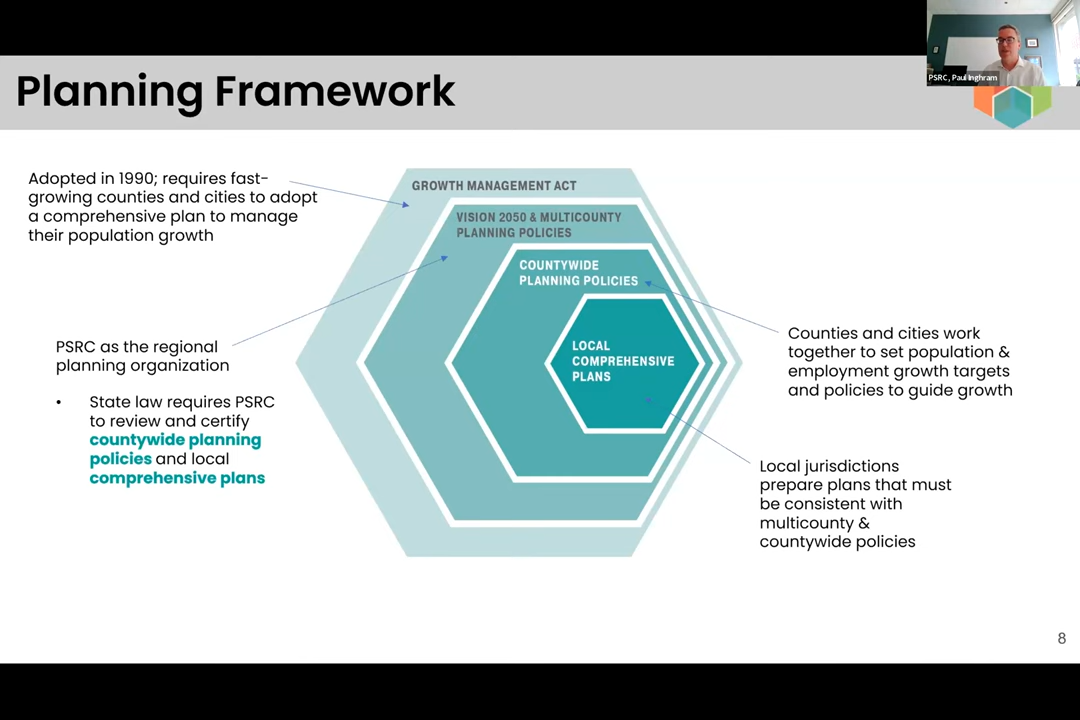 PSRC, Paul Inghram
Planning Framework
Adopted in 1990; requires fast-
growing counties and cities to adopt
a comprehensive plan to manage
their population growth
GROWTH MANAGEMENT ACT
VISION 2050 & MULTICOUNTY
PLANNING POLICIES
COUNTYWIDE
PLANNING POLICIES
LOCAL
COMPREHENSIVE
PLANS
PSRC as the regional
planning organization
• State law requires PSRC
to review and certify
countywide planning
policies and local
comprehensive plans
Counties and cities work
together to set population &
employment growth targets
and policies to guide growth
Local jurisdictions
prepare plans that must
be consistent with
multicounty &
countywide policies
8